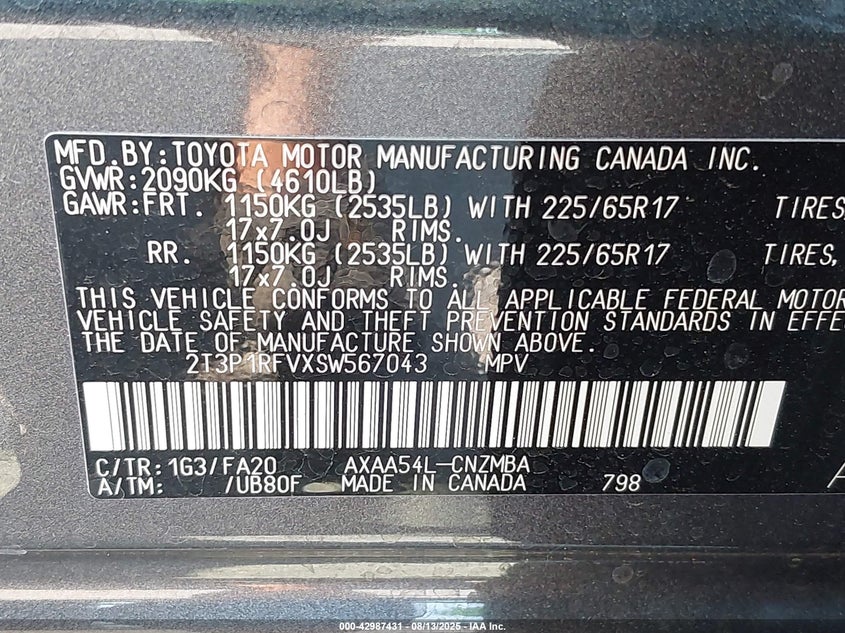 MFD.BY:TOYOTA MOTOR MANUFACTURING CANADA INC.
GVWR:2090KG (4610LB)
GAWR:FRT. 1150KG (2535LB) WITH 225/65R17 TIRES,
17x7.0J RIMS.
RR. 1150KG (2535LB) WITH 225/65R17 TIRES,
17x7.0J RIMS.
THIS VEHICLE CONFORMS TO ALL APPLICABLE FEDERAL MOTOR
VEHICLE SAFETY AND THEFT PREVENTION STANDARDS IN EFFE
THE DATE OF MANUFACTURE SHOWN ABOVE.
2T3P1RFVXSW567043 MPV
C/TR:1G3/FA20 AXAA54L-CNZMBA
A/TM: /UB80F MADE IN CANADA 798
000-42987431 - 08/13/2025 - IAA Inc.